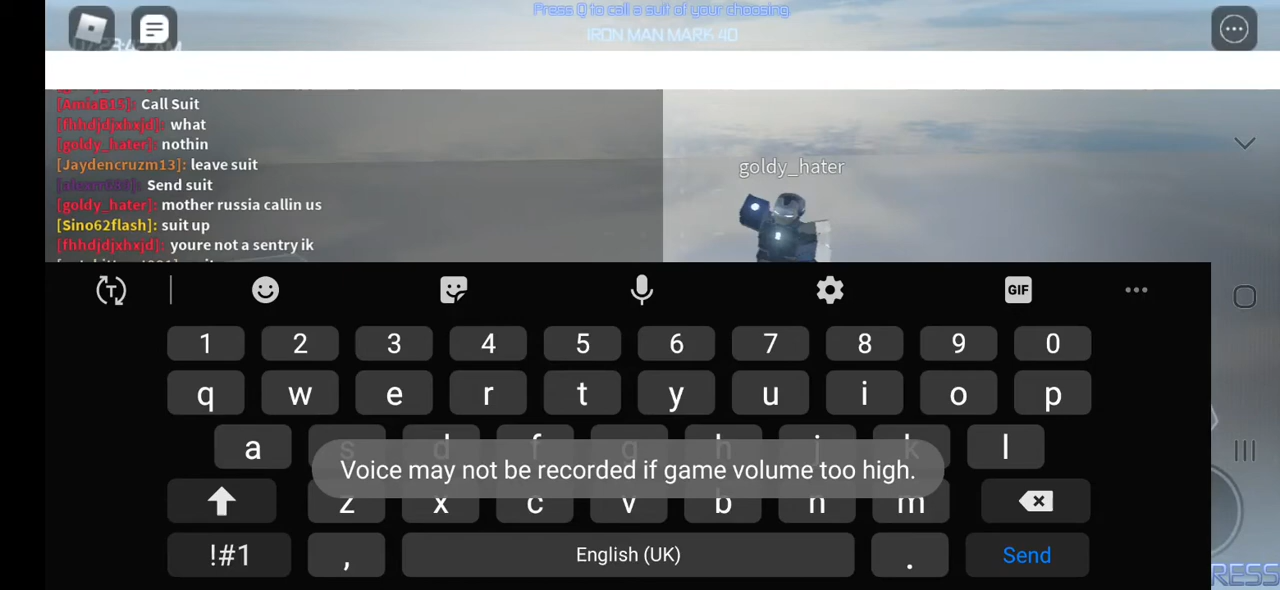 Press Q to call a suit of your choosing
IRON MAN MARK 40
[AmiaB15]: Call Suit
[fhhdjdjxhxjd]: what
[goldy_hater]: nothin
[Jaydencruzm13]: leave suit
Send suit
[goldy_hater]: mother russia callin us
[Sino62flash]: suit up
[fhhdjdjxhxjd]: youre not a sentry ik
goldy_hater
GIF
1 2 3 4 5 6 7 8 9 0
q w e r t y u i o p
a s d f g h j k l
Voice may not be recorded if game volume too high.
z x c v b n m
!#1 , English (UK) . Send
RESS